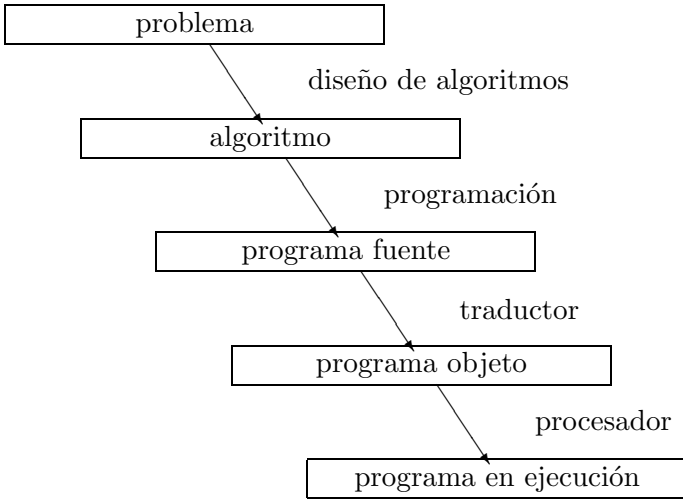 problema
diseño de algoritmos
algoritmo
programación
programa fuente
traductor
programa objeto
procesador
programa en ejecución